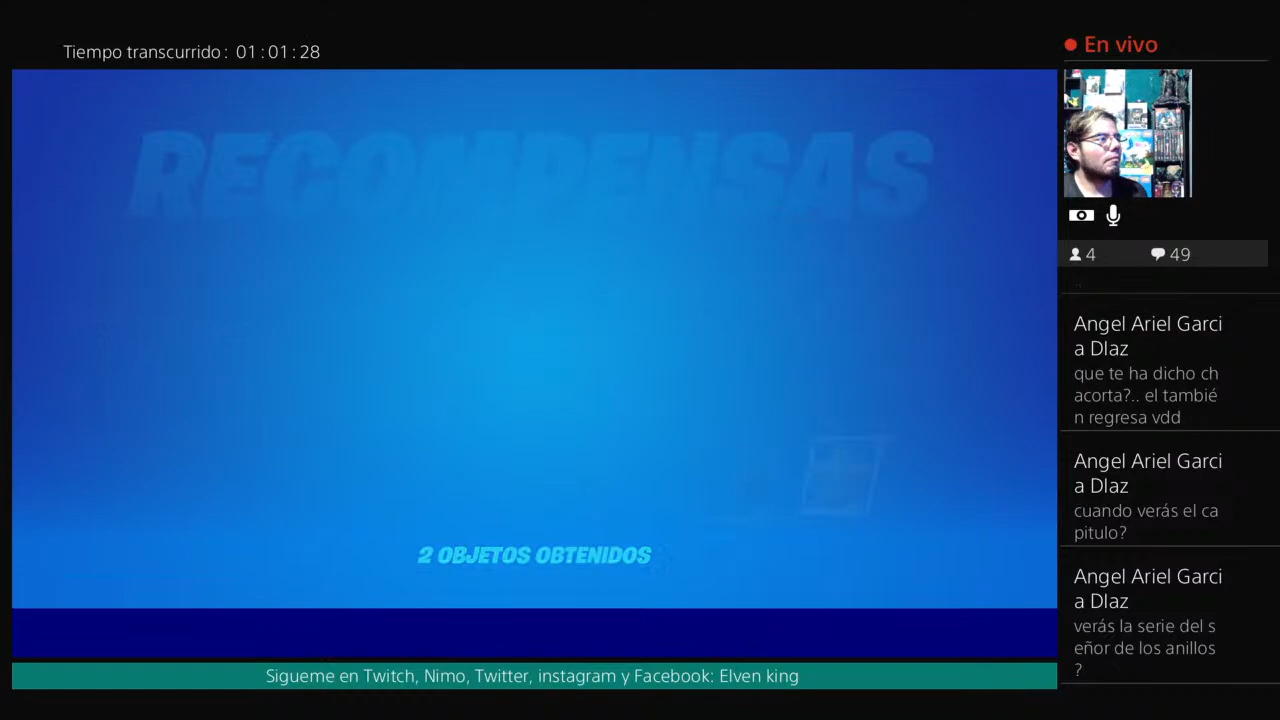 Tiempo transcurrido: 01:01:28
En vivo
RECOMPENSAS
4 49
Angel Ariel Garci
a Dlaz
que te ha dicho ch
acorta?.. el tambié
n regresa vdd
Angel Ariel Garci
a Dlaz
cuando verás el ca
pitulo?
2 OBJETOS OBTENIDOS
Angel Ariel Garci
a Dlaz
verás la serie del s
eñor de los anillos
?
Sigueme en Twitch, Nimo, Twitter, instagram y Facebook: Elven king